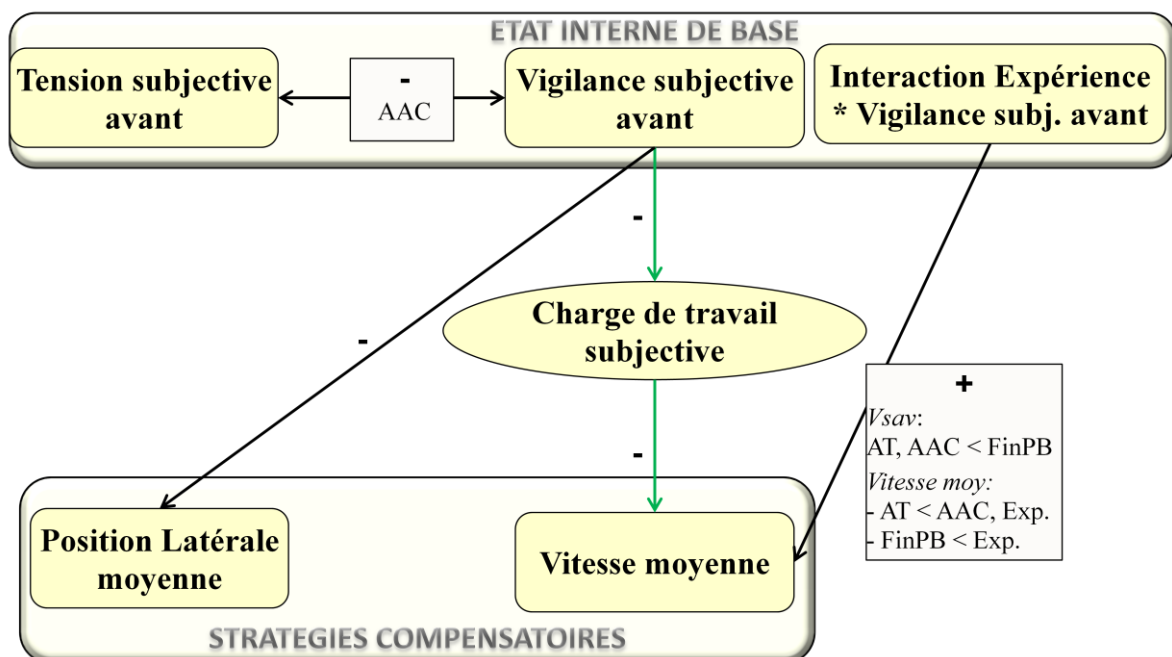 ETAT INTERNE DE BASE
Tension subjective
avant
-
AAC
Vigilance subjective
avant
Interaction Expérience
* Vigilance subj. avant
-
-
Charge de travail
subjective
-
+
Vsav:
AT, AAC < FinPB
Vitesse moy:
- AT < AAC, Exp.
- FinPB < Exp.
Position Latérale
moyenne
Vitesse moyenne
STRATEGIES COMPENSATOIRES